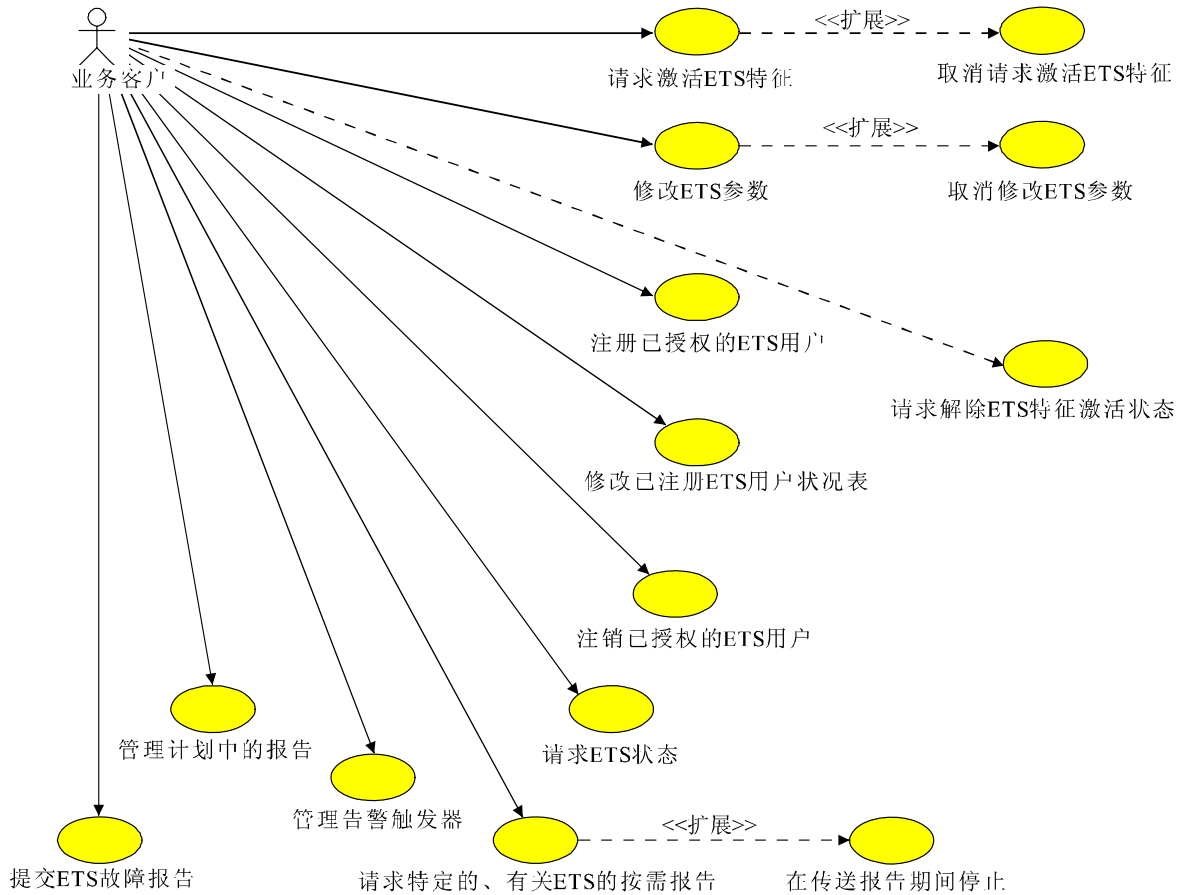 <<扩展>>
业务客户
请求激活ETS特征
取消请求激活ETS特征
<<扩展>>
修改ETS参数
取消修改ETS参数
注册已授权的ETS用户
请求解除ETS特征激活状态
修改已注册ETS用户状况表
注销已授权的ETS用户
管理计划中的报告
请求ETS状态
管理告警触发器
<<扩展>>
提交ETS故障报告
请求特定的、有关ETS的按需报告
在传送报告期间停止